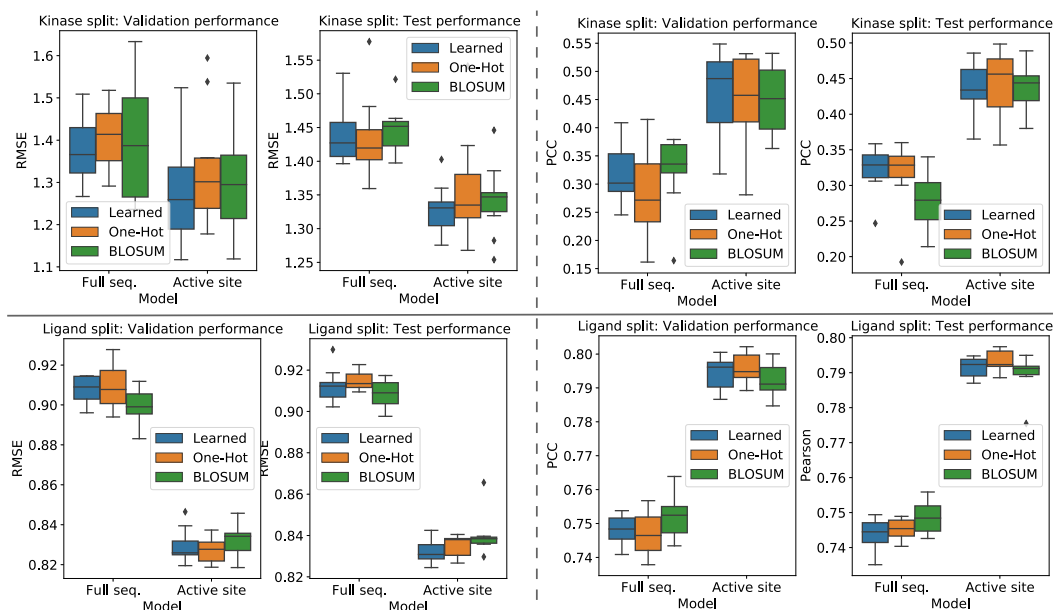 Kinase split: Validation performance
1.6
1.5
1.4
1.3
1.2
1.1
RMSE
Learned
One-Hot
BLOSUM
Full seq.
Active site
Model
Kinase split: Test performance
1.55
1.50
1.45
1.40
1.35
1.30
1.25
RMSE
Learned
One-Hot
BLOSUM
Full seq.
Active site
Model
Kinase split: Validation performance
0.55
0.50
0.45
0.40
0.35
0.30
0.25
0.20
0.15
PCC
Learned
One-Hot
BLOSUM
Full seq.
Active site
Model
Kinase split: Test performance
0.50
0.45
0.40
0.35
0.30
0.25
0.20
PCC
Learned
One-Hot
BLOSUM
Full seq.
Active site
Model
Ligand split: Validation performance
0.92
0.90
0.88
0.86
0.84
0.82
RMSE
Learned
One-Hot
BLOSUM
Full seq.
Active site
Model
Ligand split: Test performance
0.92
0.90
0.88
0.86
0.84
0.82
RMSE
Learned
One-Hot
BLOSUM
Full seq.
Active site
Model
Ligand split: Validation performance
0.80
0.79
0.78
0.77
0.76
0.75
0.74
PCC
Learned
One-Hot
BLOSUM
Full seq.
Active site
Model
Ligand split: Test performance
0.80
0.79
0.78
0.77
0.76
0.75
0.74
Pearson
Learned
One-Hot
BLOSUM
Full seq.
Active site
Model